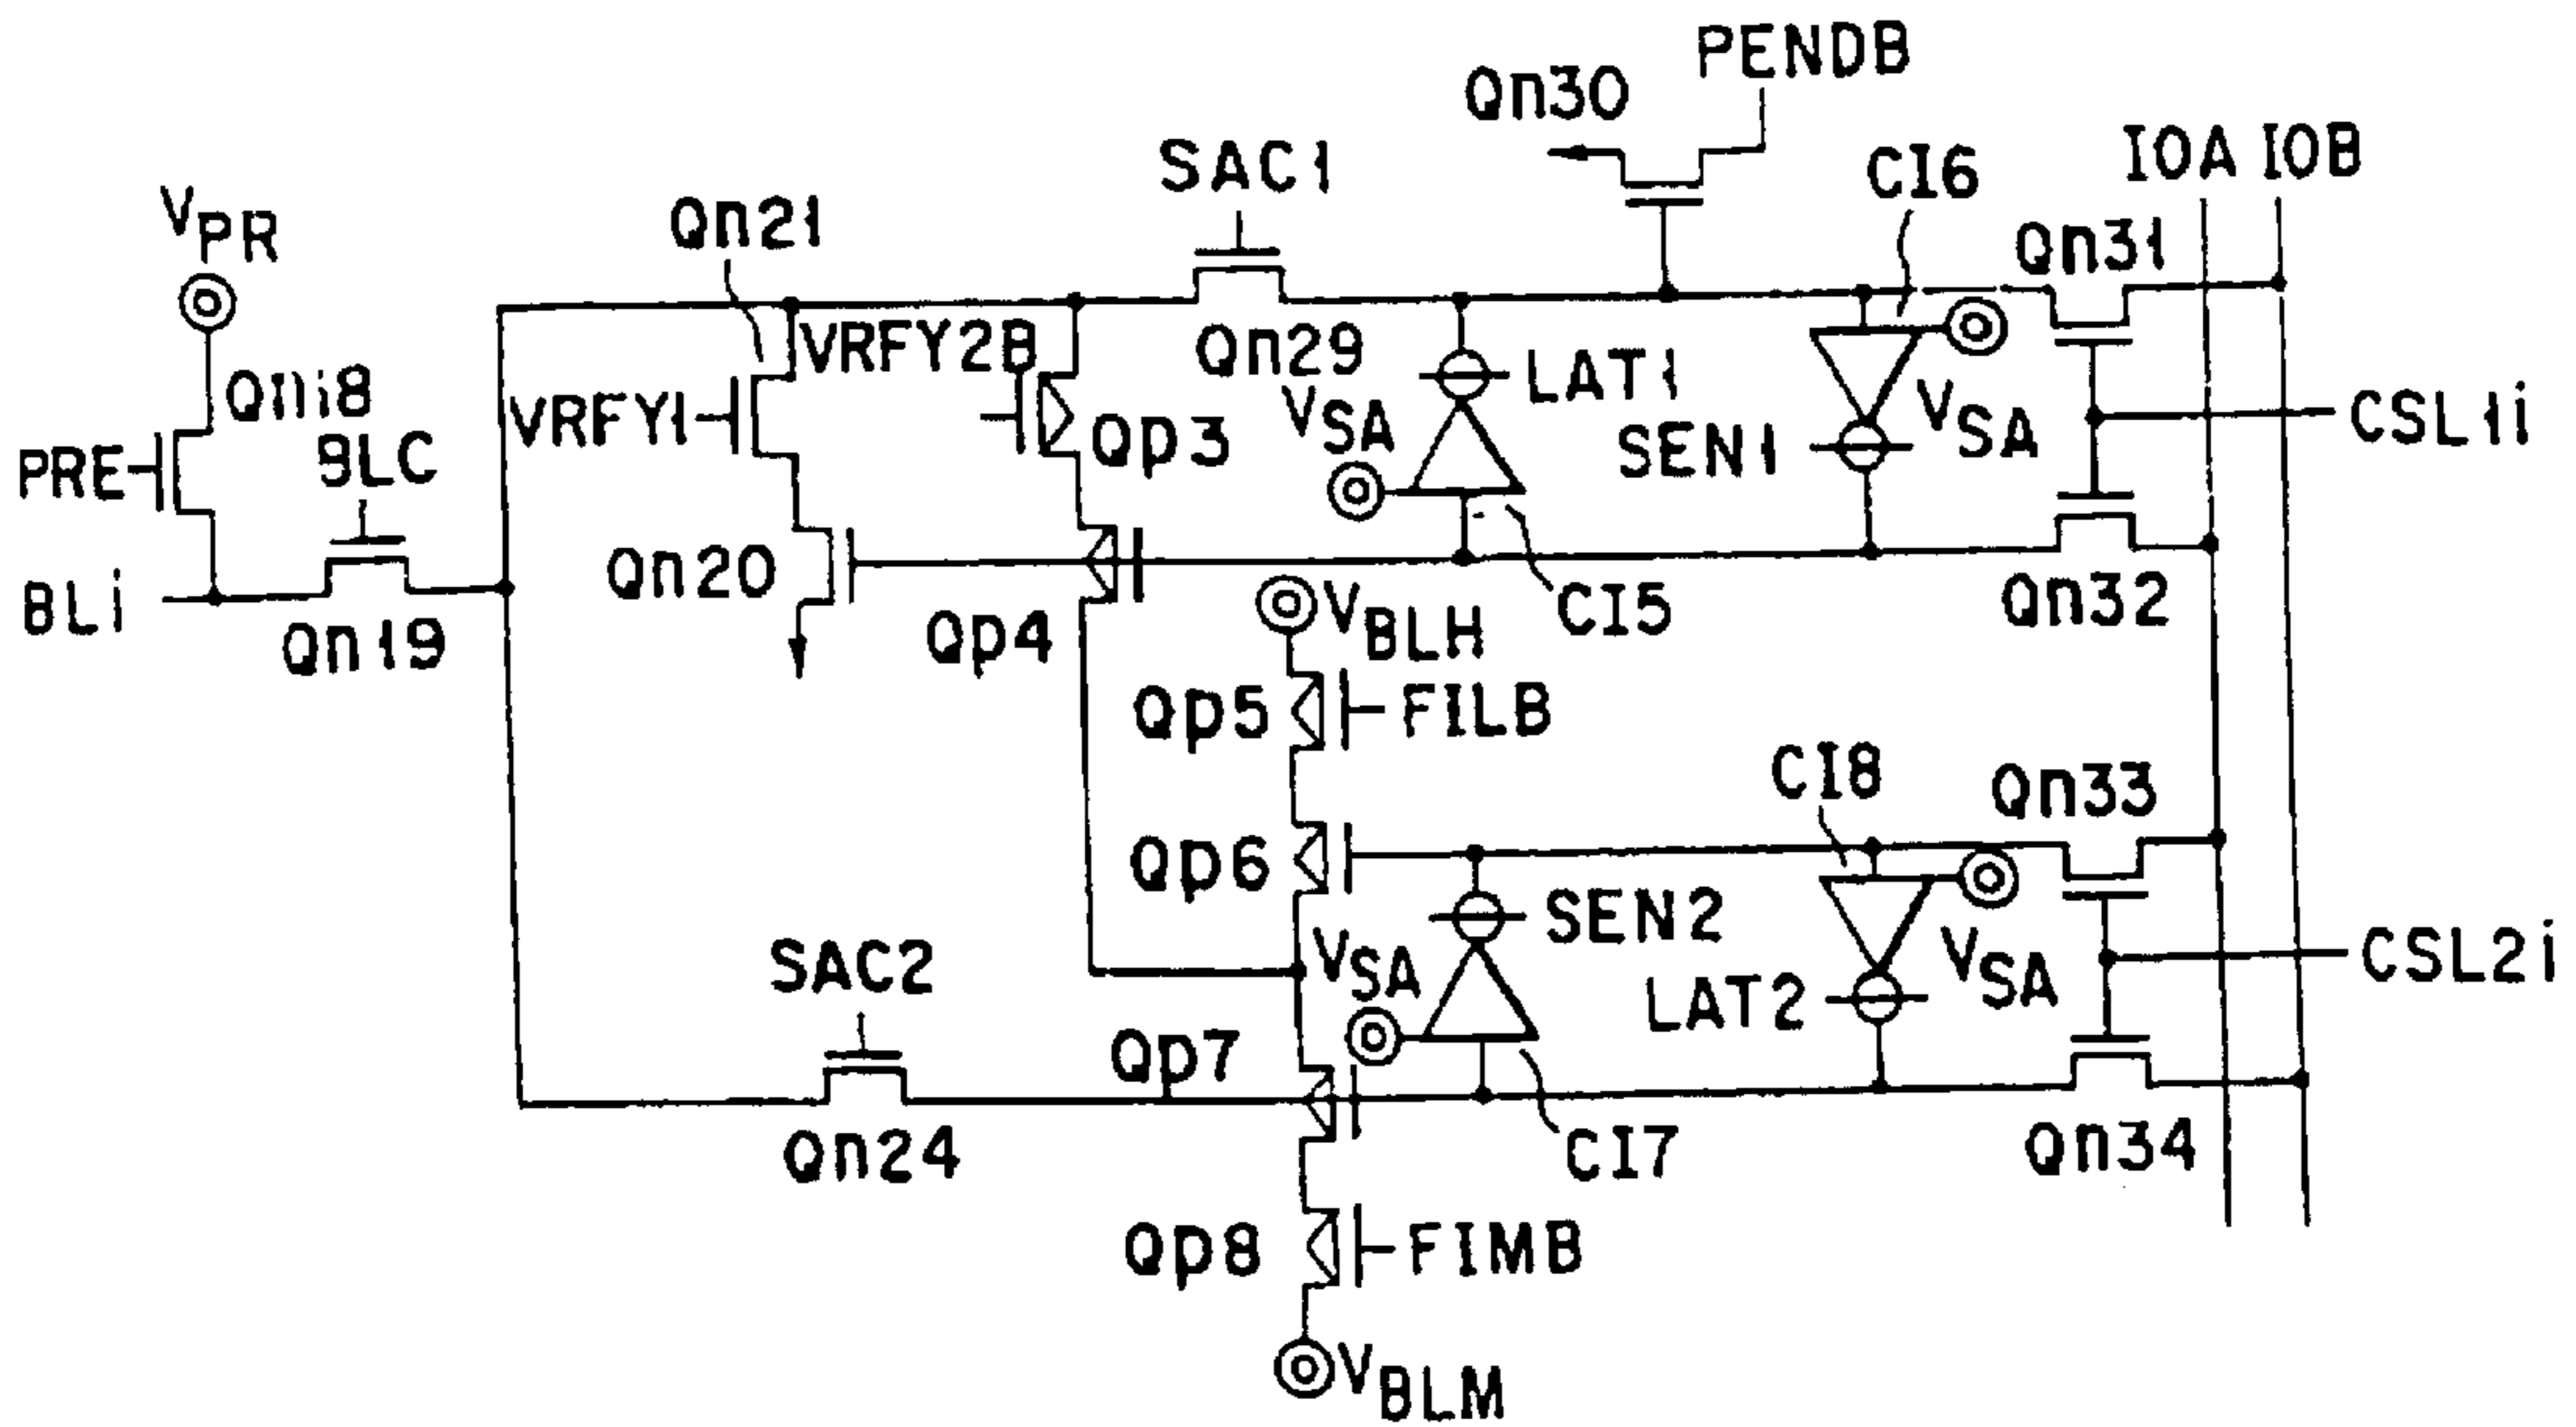 PENDB
Qn30
SAC1
IOA IOB
CI6
VPR
Qn21
Qn31
VRFY2B
Qn29
LAT1
Qni8
VRFY1
VSA
VSA
CSL1i
BLC
Qp3
SEN1
PRE
Qn20
Qn32
BLi
Qn19
Qp4
VBLH
CI5
Qp5
FILB
CI8
Qn33
Qp6
SEN2
SAC2
VSA
VSA
CSL2i
LAT2
Qp7
Qn24
CI7
Qn34
Qp8
FIMB
VBLM